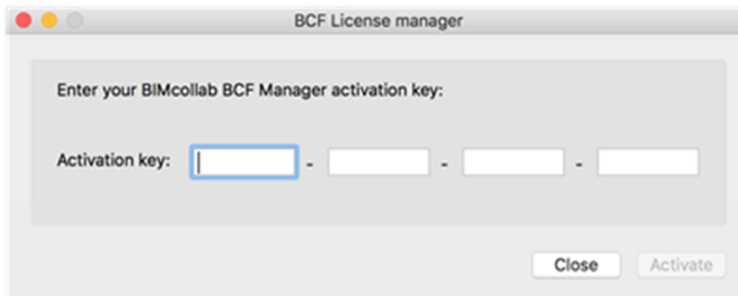 BCF License manager
Enter your BIMcollab BCF Manager activation key:
Activation key: - - -
Close Activate